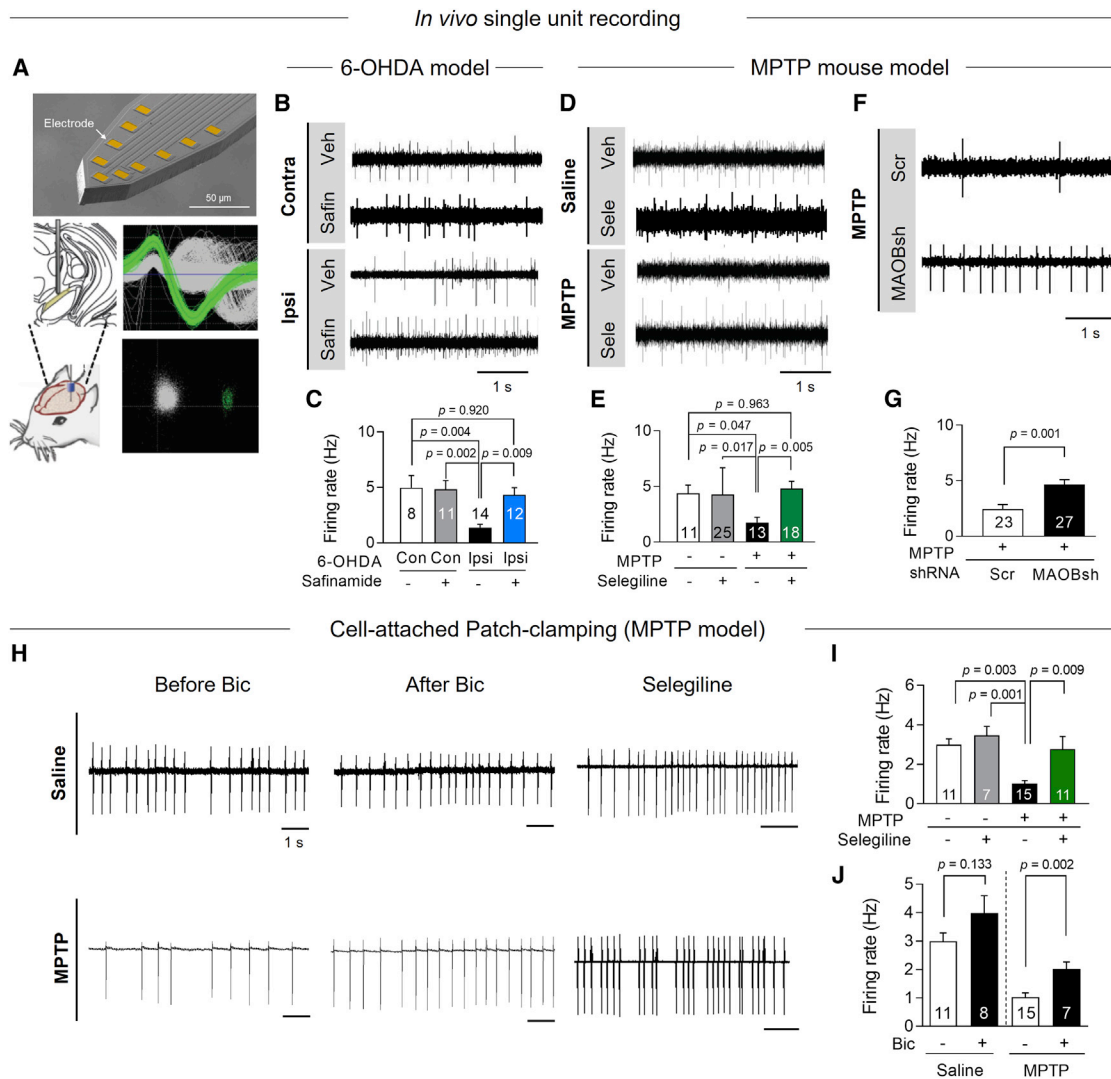 In vivo single unit recording
A
6-OHDA model
MPTP mouse model
Electrode
50 µm
B
Contra
Veh
Safin
Ipsi
Veh
Safin
1 s
D
Saline
Veh
Sele
MPTP
Veh
Sele
1 s
F
MPTP
Scr
MAOBsh
1 s
C
p = 0.920
p = 0.004
p = 0.002
p = 0.009
Firing rate (Hz)
10
5
0
8
11
14
12
6-OHDA Con Con Ipsi Ipsi
Safinamide - + - +
E
p = 0.963
p = 0.047
p = 0.017
p = 0.005
Firing rate (Hz)
10
5
0
11
25
13
18
MPTP - - + +
Selegiline - + - +
G
p = 0.001
Firing rate (Hz)
10
5
0
23
27
MPTP + +
shRNA Scr MAOBsh
Cell-attached Patch-clamping (MPTP model)
H
Before Bic
After Bic
Selegiline
Saline
1 s
MPTP
I
p = 0.003
p = 0.009
p = 0.001
Firing rate (Hz)
6
4
2
0
11
7
15
11
MPTP - - + +
Selegiline - + - +
J
p = 0.133
p = 0.002
Firing rate (Hz)
5
4
3
2
1
0
11
8
15
7
Bic - + - +
Saline MPTP